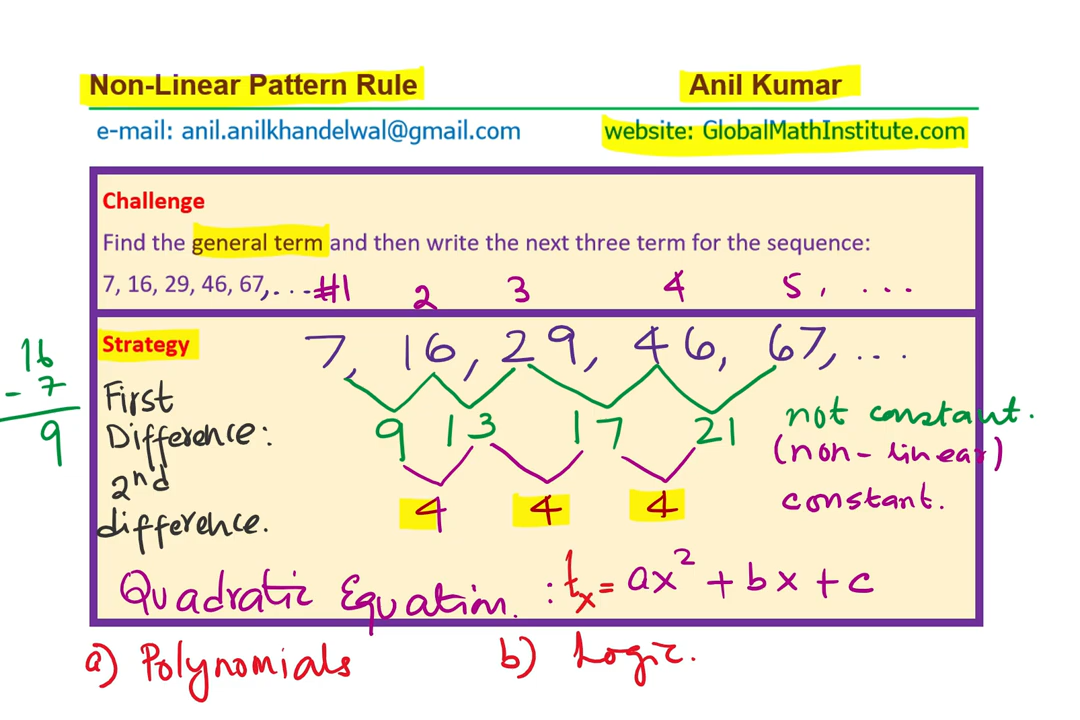 Non-Linear Pattern Rule Anil Kumar
e-mail: anil.anilkhandelwal@gmail.com website: GlobalMathInstitute.com
Challenge
Find the general term and then write the next three term for the sequence:
7, 16, 29, 46, 67,... #1 2 3 4 5, ...
Strategy 7, 16, 29, 46, 67, ...
16
- 7
9
First
Difference: 9 13 17 21 not constant.
(non-linear)
2nd
difference. 4 4 4 constant.
Quadratic Equation. : tx = ax² + bx + c
a) Polynomials b) Logic.